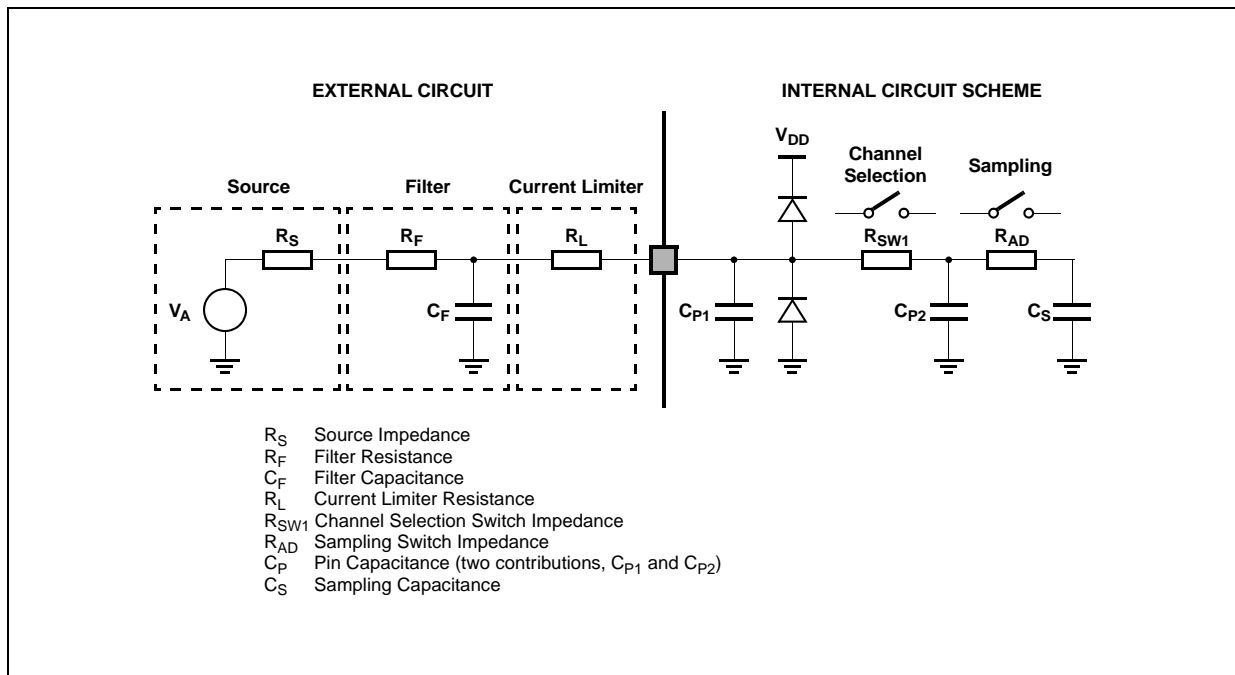 EXTERNAL CIRCUIT
INTERNAL CIRCUIT SCHEME
VDD
Channel
Selection
Sampling
Source
Filter
Current Limiter
RS
RF
RL
RSW1
RAD
VA
CF
CP1
CP2
CS
RS Source Impedance
RF Filter Resistance
CF Filter Capacitance
RL Current Limiter Resistance
RSW1 Channel Selection Switch Impedance
RAD Sampling Switch Impedance
CP Pin Capacitance (two contributions, CP1 and CP2)
CS Sampling Capacitance